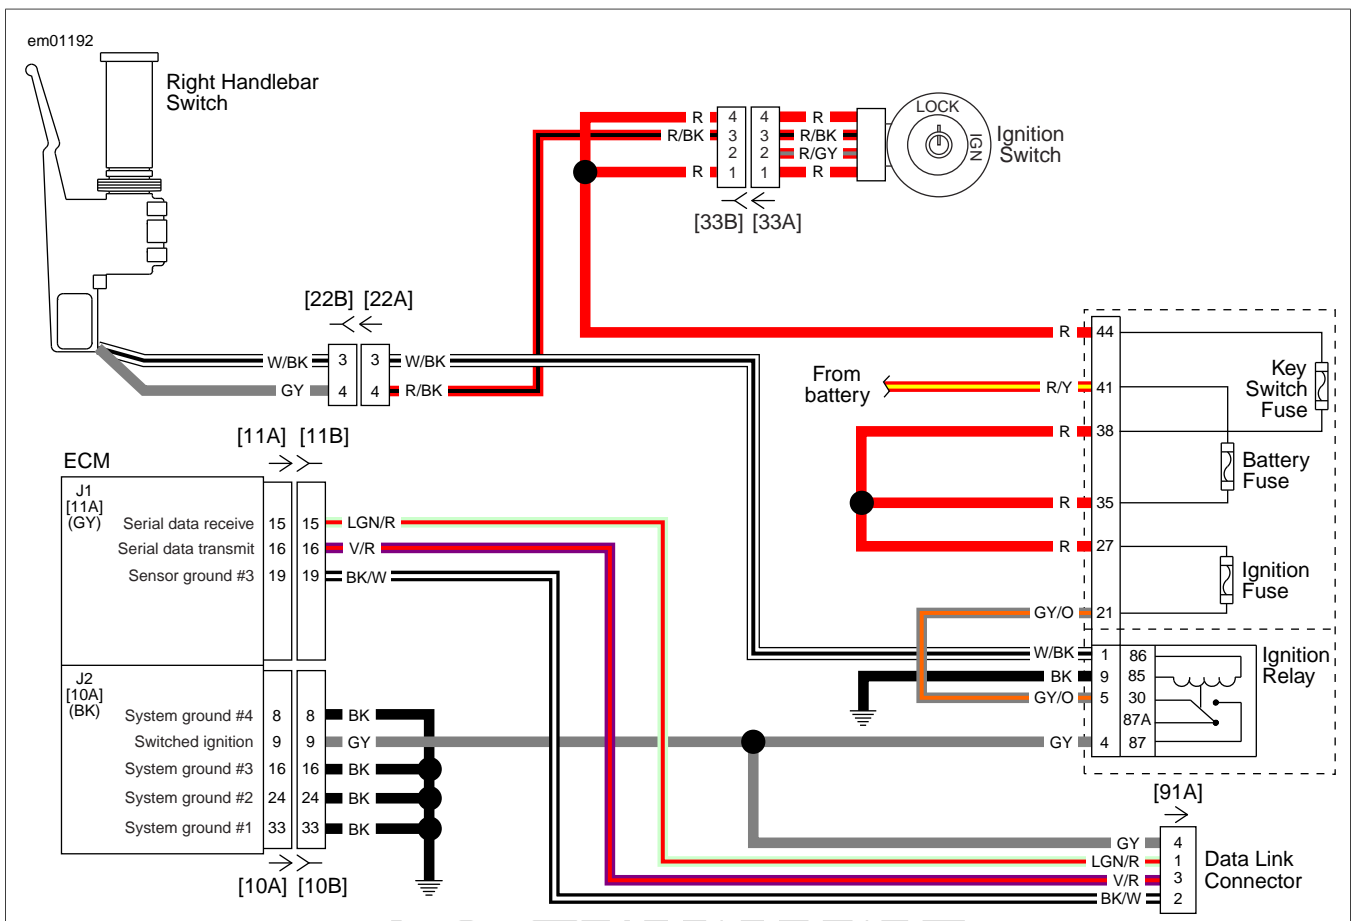 em01192
Right Handlebar
Switch
LOCK
IGN
Ignition
Switch
R 4 4 R
R/BK 3 3 R/BK
2 2 R/GY
R 1 1 R
[33B] [33A]
[22B] [22A]
W/BK 3 3 W/BK
GY 4 4 R/BK
R 44
From
battery
R/Y 41
Key
Switch
Fuse
R 38
Battery
Fuse
R 35
R 27
Ignition
Fuse
GY/O 21
[11A] [11B]
ECM
J1
[11A]
(GY)
Serial data receive 15 15 LGN/R
Serial data transmit 16 16 V/R
Sensor ground #3 19 19 BK/W
W/BK 1 86
BK 9 85
GY/O 5 30
87A
GY 4 87
Ignition
Relay
J2
[10A]
(BK)
System ground #4 8 8 BK
Switched ignition 9 9 GY
System ground #3 16 16 BK
System ground #2 24 24 BK
System ground #1 33 33 BK
[10A] [10B]
[91A]
GY 4
LGN/R 1
V/R 3
BK/W 2
Data Link
Connector